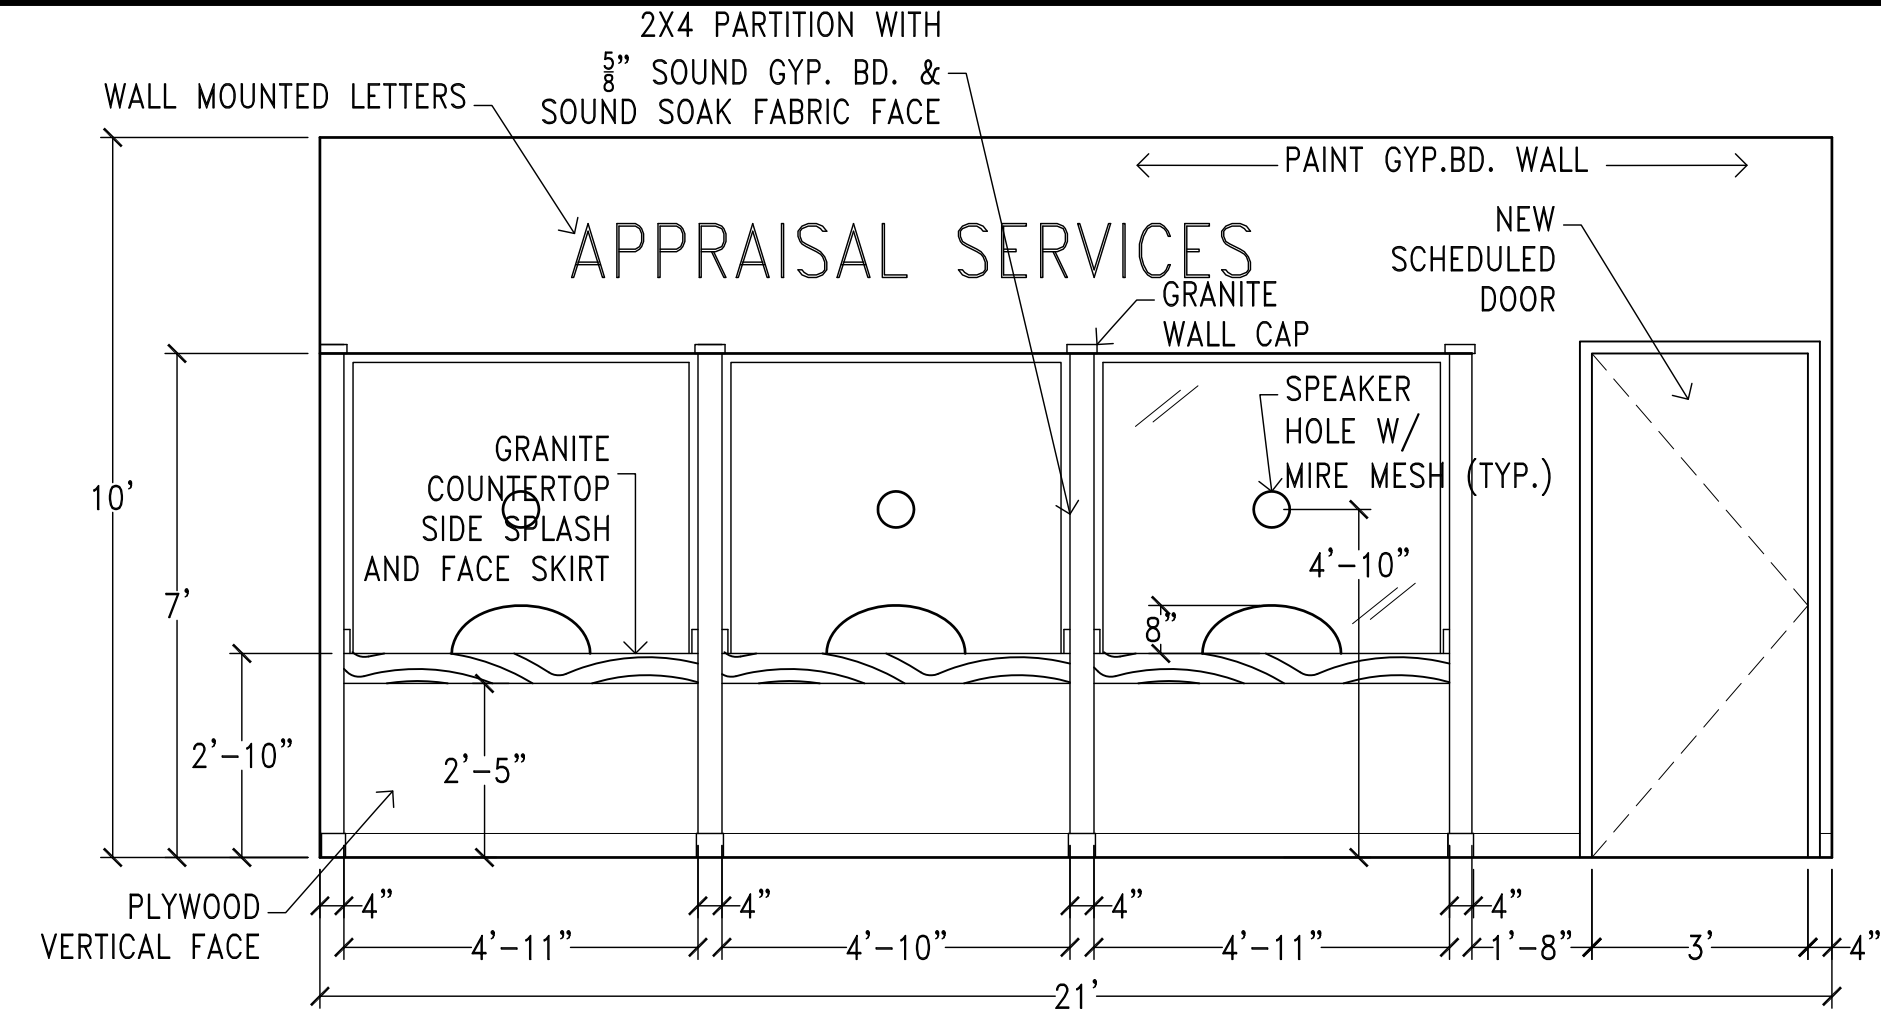 2X4 PARTITION WITH
5/8" SOUND GYP. BD. &
SOUND SOAK FABRIC FACE
WALL MOUNTED LETTERS
PAINT GYP.BD. WALL
APPRAISAL SERVICES
NEW
SCHEDULED
DOOR
GRANITE
WALL CAP
SPEAKER
HOLE W/
MIRE MESH (TYP.)
GRANITE
COUNTERTOP
SIDE SPLASH
AND FACE SKIRT
10'
7'
4'-10"
8"
2'-10"
2'-5"
PLYWOOD
VERTICAL FACE
4"
4"
4"
4"
4'-11"
4'-10"
4'-11"
1'-8"
3'
4"
21'